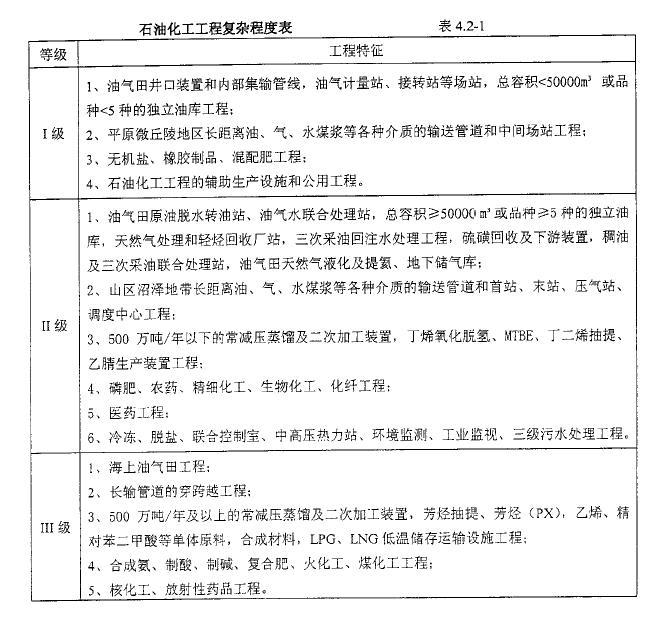 石油化工工程复杂程度表 表 4.2-1
等级 工程特征
I 级
1、油气田井口装置和内部集输管线，油气计量站、接转站等场站，总容积<50000m³ 或品
种<5 种的独立油库工程；
2、平原微丘陵地区长距离油、气、水煤浆等各种介质的输送管道和中间场站工程；
3、无机盐、橡胶制品、混配肥工程；
4、石油化工工程的辅助生产设施和公用工程。
II 级
1、油气田原油脱水转油站、油气水联合处理站，总容积≥50000 m³或品种≥5 种的独立油
库，天然气处理和轻烃回收厂站，三次采油回注水处理工程，硫磺回收及下游装置，稠油
及三次采油联合处理站，油气田天然气液化及提氦、地下储气库；
2、山区沼泽地带长距离油、气、水煤浆等各种介质的输送管道和首站、末站、压气站、
调度中心工程；
3、500 万吨/年以下的常减压蒸馏及二次加工装置，丁烯氧化脱氢、MTBE、丁二烯抽提、
乙腈生产装置工程；
4、磷肥、农药、精细化工、生物化工、化纤工程；
5、医药工程；
6、冷冻、脱盐、联合控制室、中高压热力站、环境监测、工业监视、三级污水处理工程。
III 级
1、海上油气田工程；
2、长输管道的穿跨越工程；
3、500 万吨/年及以上的常减压蒸馏及二次加工装置，芳烃抽提、芳烃（PX），乙烯、精
对苯二甲酸等单体原料，合成材料，LPG、LNG 低温储存运输设施工程；
4、合成氨、制酸、制碱、复合肥、火化工、煤化工工程；
5、核化工、放射性药品工程。